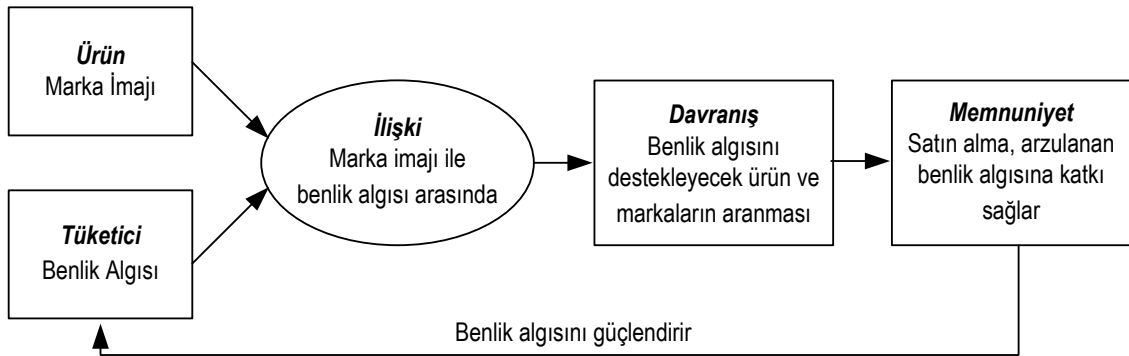 Ürün
Marka İmajı
Tüketici
Benlik Algısı
İlişki
Marka imajı ile
benlik algısı arasında
Davranış
Benlik algısını
destekleyecek ürün ve
markaların aranması
Memnuniyet
Satın alma, arzulanan
benlik algısına katkı
sağlar
Benlik algısını güçlendirir